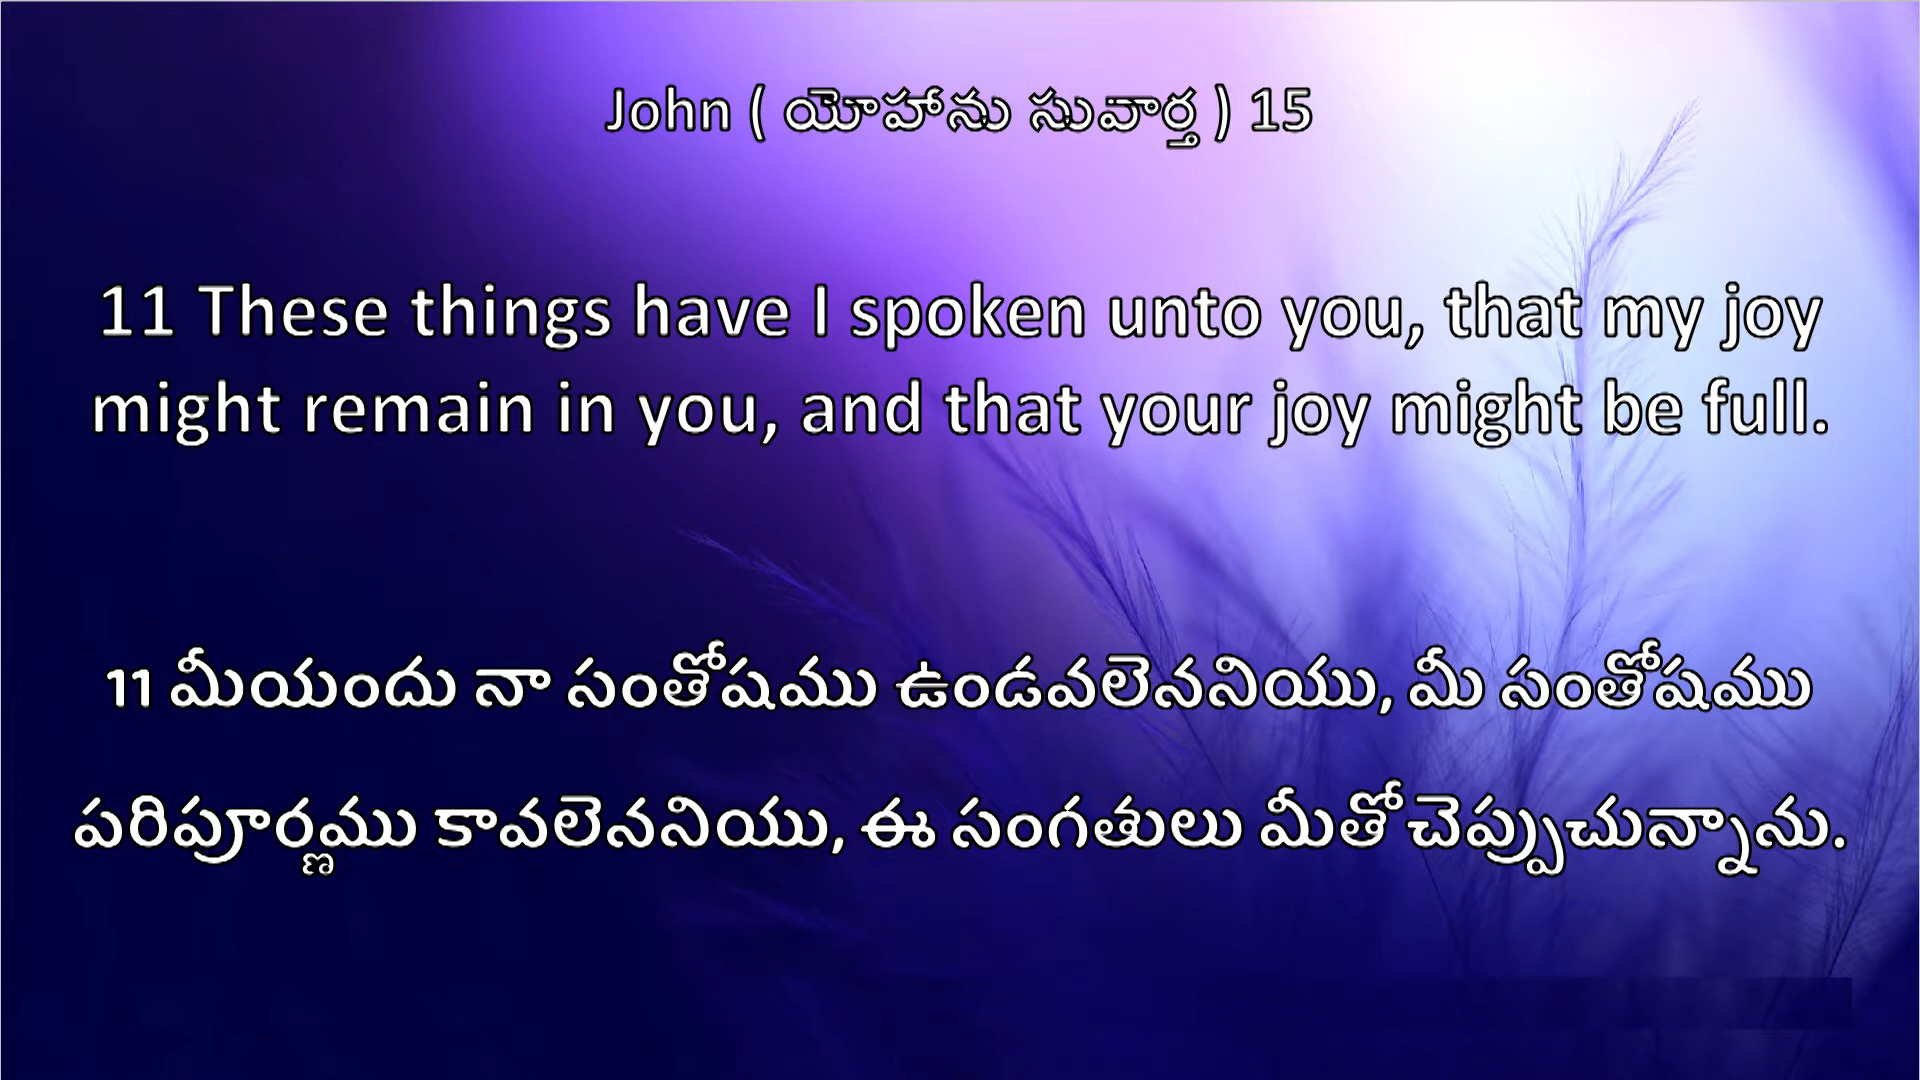 John ( యోహాను సువార్త ) 15
11 These things have I spoken unto you, that my joy
might remain in you, and that your joy might be full.
11 మీయందు నా సంతోషము ఉండవలెననియు, మీ సంతోషము
పరిపూర్ణము కావలెననియు, ఈ సంగతులు మీతో చెప్పుచున్నాను.